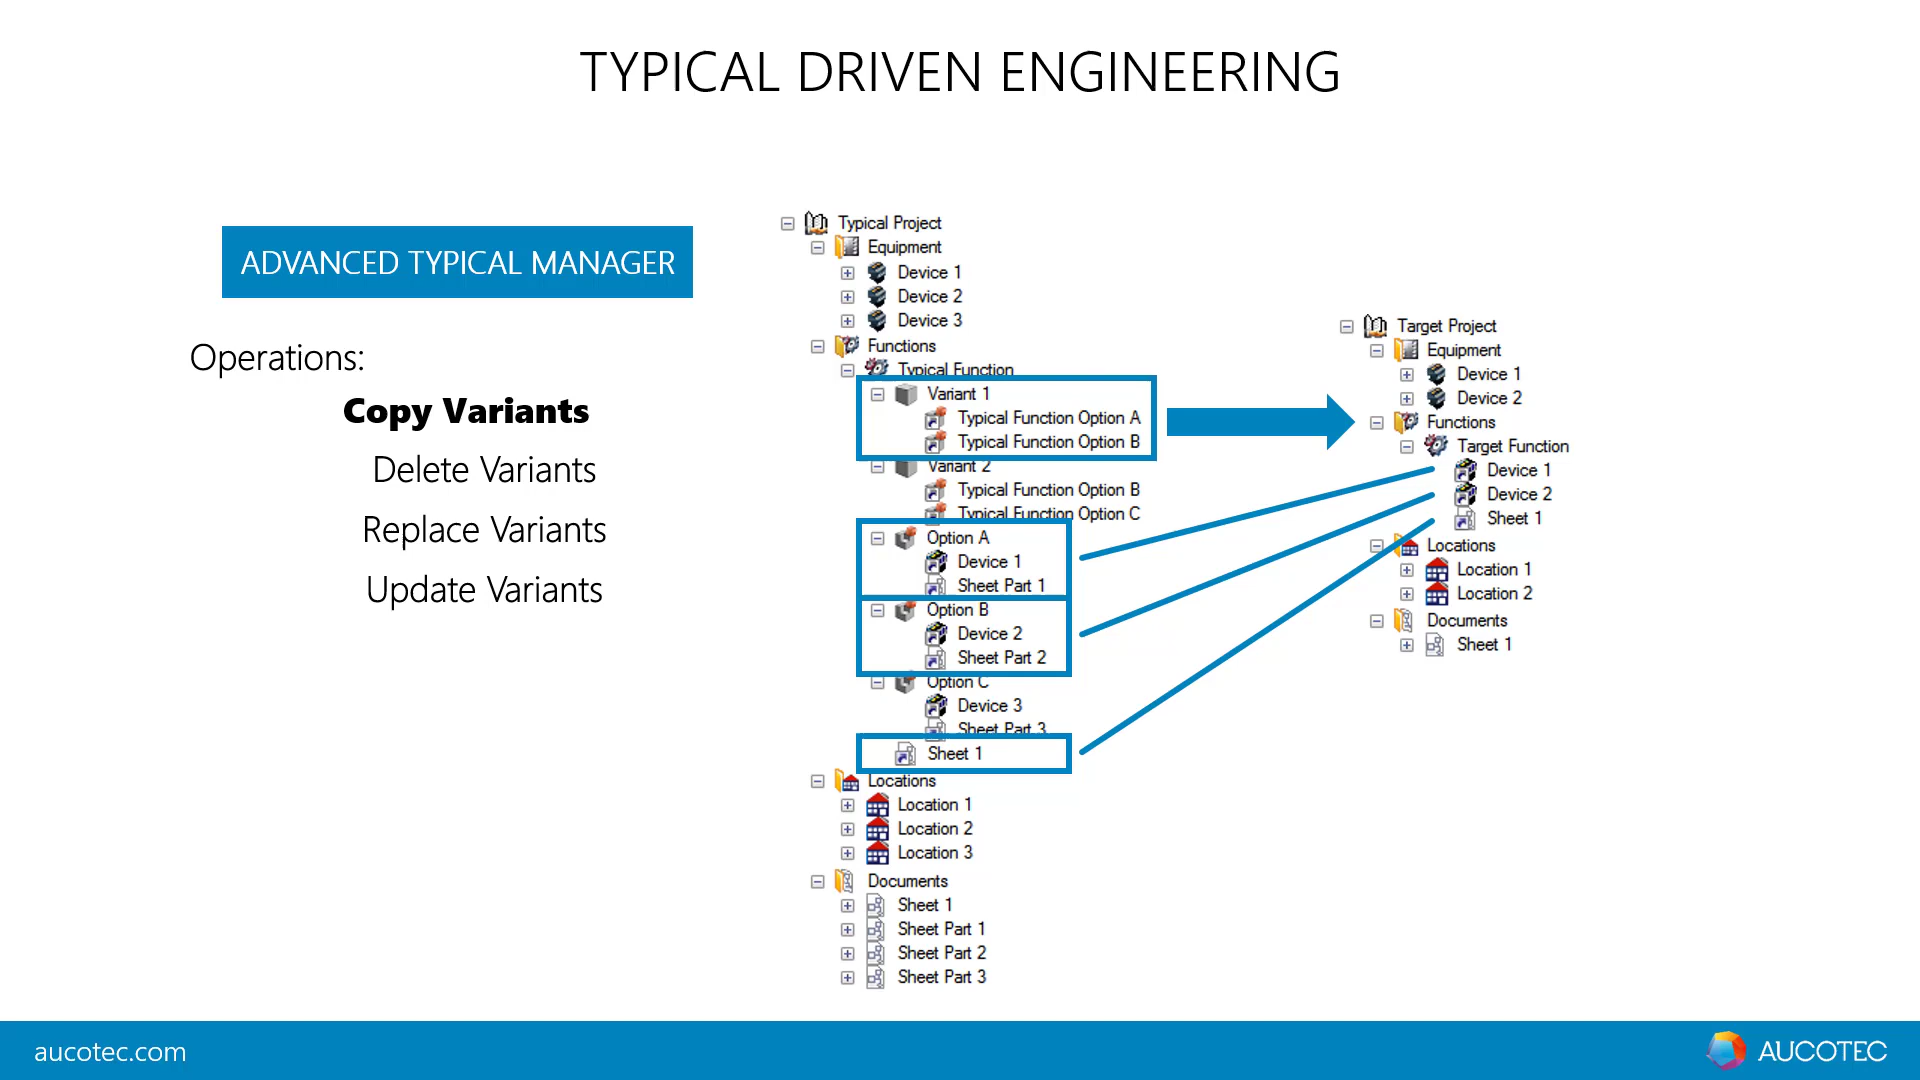 TYPICAL DRIVEN ENGINEERING
ADVANCED TYPICAL MANAGER
Operations:
Copy Variants
Delete Variants
Replace Variants
Update Variants
Typical Project
Equipment
Device 1
Device 2
Device 3
Functions
Typical Function
Variant 1
Typical Function Option A
Typical Function Option B
Variant 2
Typical Function Option B
Typical Function Option C
Option A
Device 1
Sheet Part 1
Option B
Device 2
Sheet Part 2
Option C
Device 3
Sheet Part 3
Sheet 1
Locations
Location 1
Location 2
Location 3
Documents
Sheet 1
Sheet Part 1
Sheet Part 2
Sheet Part 3
Target Project
Equipment
Device 1
Device 2
Functions
Target Function
Device 1
Device 2
Sheet 1
Locations
Location 1
Location 2
Documents
Sheet 1
aucotec.com
AUCOTEC